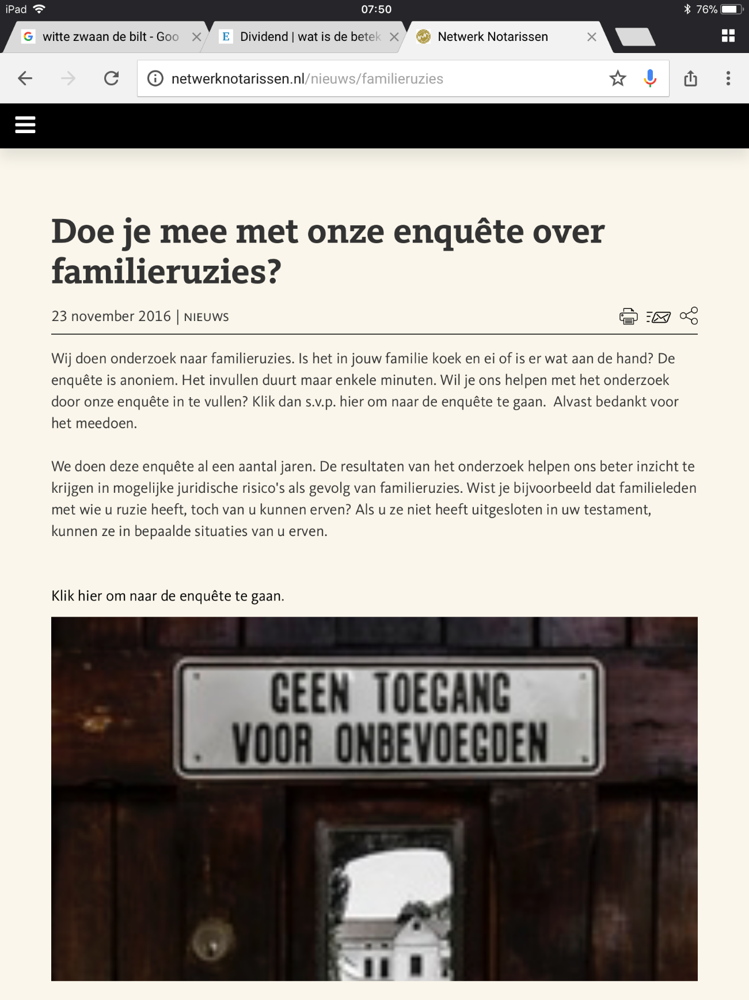 iPad 07:50 76%
witte zwaan de bilt - Goo
Dividend | wat is de betek
Netwerk Notarissen
netwerknotarissen.nl/nieuws/familieruzies
Doe je mee met onze enquête over
familieruzies?
23 november 2016 | NIEUWS
Wij doen onderzoek naar familieruzies. Is het in jouw familie koek en ei of is er wat aan de hand? De
enquête is anoniem. Het invullen duurt maar enkele minuten. Wil je ons helpen met het onderzoek
door onze enquête in te vullen? Klik dan s.v.p. hier om naar de enquête te gaan.  Alvast bedankt voor
het meedoen.
We doen deze enquête al een aantal jaren. De resultaten van het onderzoek helpen ons beter inzicht te
krijgen in mogelijke juridische risico's als gevolg van familieruzies. Wist je bijvoorbeeld dat familieleden
met wie u ruzie heeft, toch van u kunnen erven? Als u ze niet heeft uitgesloten in uw testament,
kunnen ze in bepaalde situaties van u erven.
Klik hier om naar de enquête te gaan.
GEEN TOEGANG
VOOR ONBEVOEGDEN